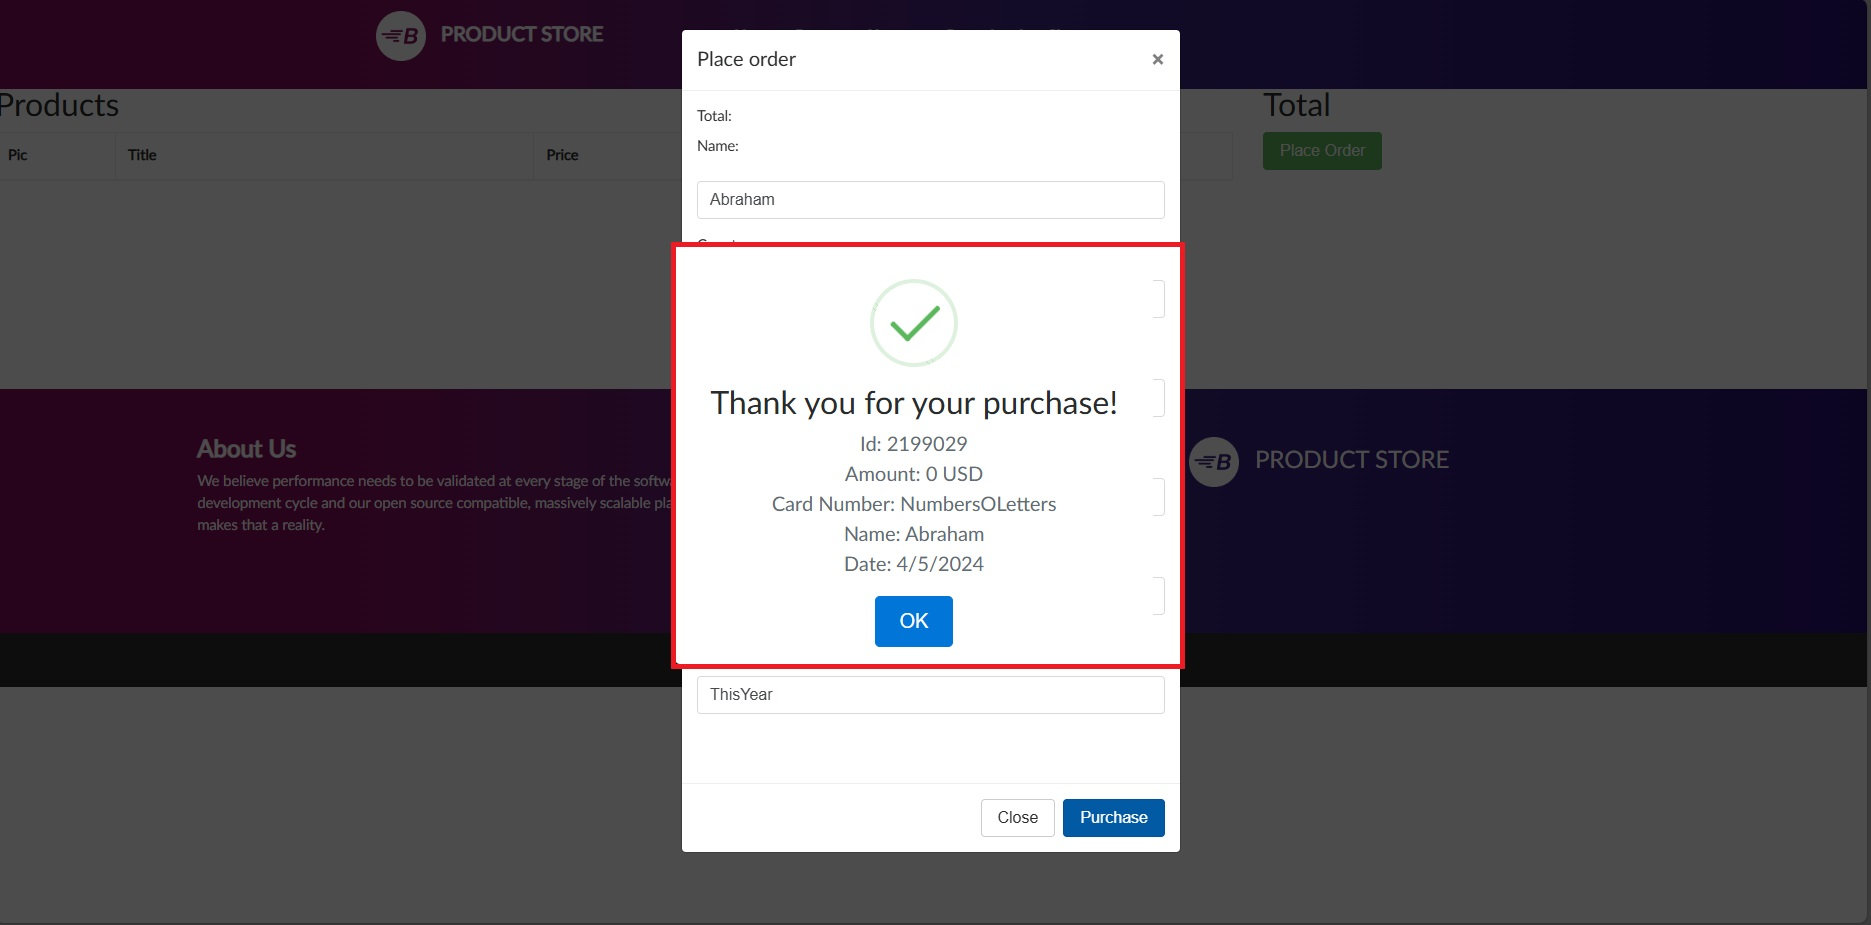 B PRODUCT STORE
Place order
×
Products
Total
Total:
Name:
Pic Title Price
Place Order
Abraham
Thank you for your purchase!
Id: 2199029
Amount: 0 USD
Card Number: NumbersOLetters
Name: Abraham
Date: 4/5/2024
OK
About Us
We believe performance needs to be validated at every stage of the
development cycle and our open source compatible, massively scalable
makes that a reality.
B PRODUCT STORE
ThisYear
Close Purchase